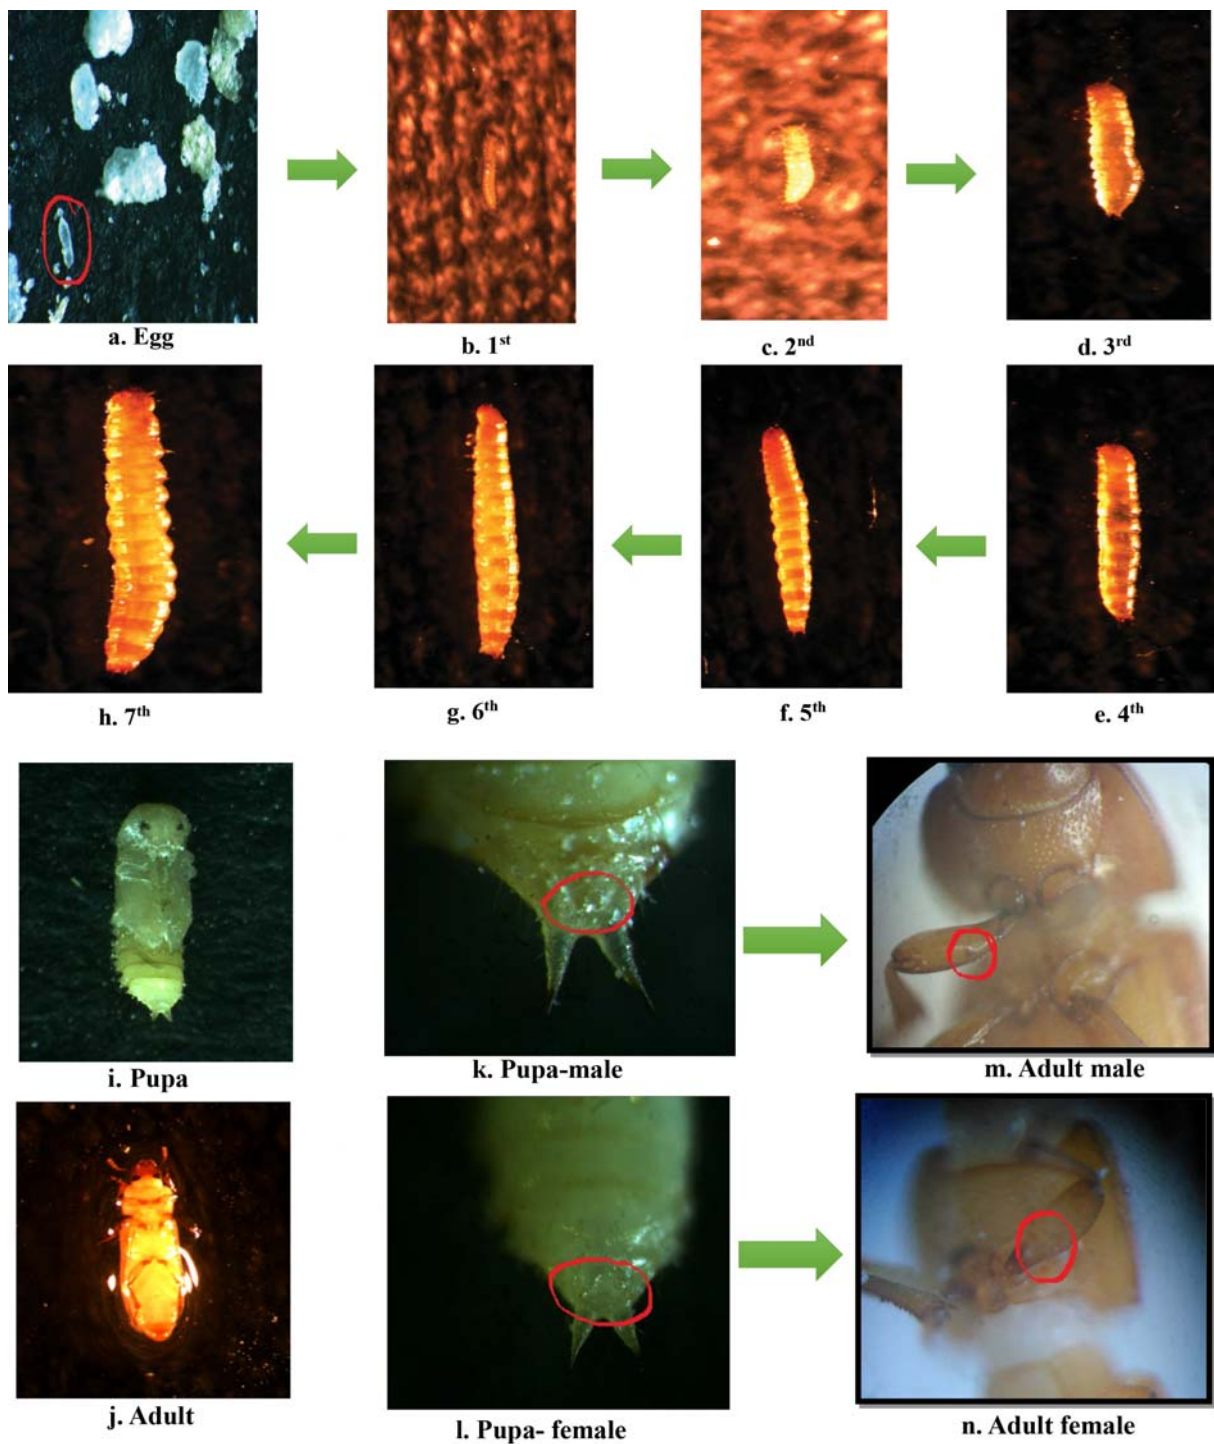 a. Egg
b. 1st
c. 2nd
d. 3rd
h. 7th
g. 6th
f. 5th
e. 4th
i. Pupa
k. Pupa-male
m. Adult male
j. Adult
l. Pupa- female
n. Adult female